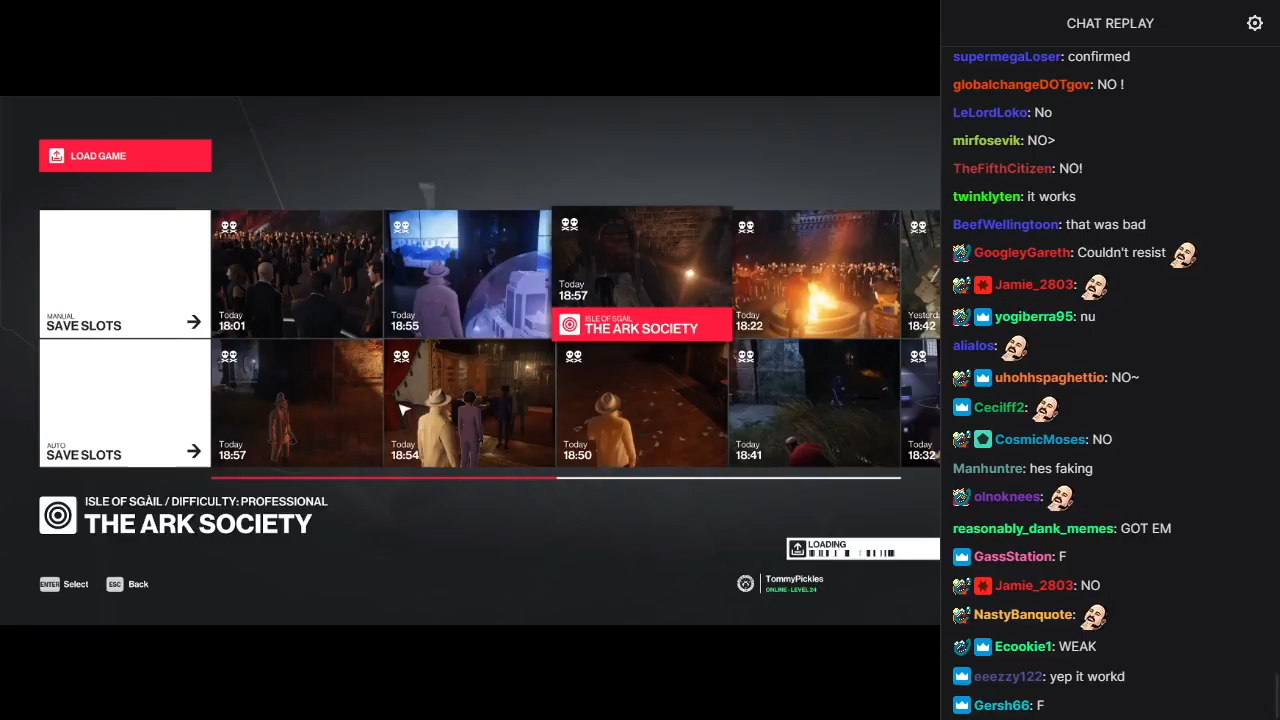 CHAT REPLAY
LOAD GAME
MANUAL
SAVE SLOTS
Today
18:01
Today
18:55
Today
18:57
ISLE OF SGÀIL
THE ARK SOCIETY
Today
18:22
Yesterd
18:42
AUTO
SAVE SLOTS
Today
18:57
Today
18:54
Today
18:50
Today
18:41
Today
18:32
ISLE OF SGÀIL / DIFFICULTY: PROFESSIONAL
THE ARK SOCIETY
LOADING
ENTER Select
ESC Back
TommyPickles
ONLINE - LEVEL 24
supermegaLoser: confirmed
globalchangeDOTgov: NO !
LeLordLoko: No
mirfosevik: NO>
TheFifthCitizen: NO!
twinklyten: it works
BeefWellingtoon: that was bad
GoogleyGareth: Couldn't resist
Jamie_2803:
yogiberra95: nu
alialos:
uhohhspaghettio: NO~
Cecilff2:
CosmicMoses: NO
Manhuntre: hes faking
olnoknees:
reasonably_dank_memes: GOT EM
GassStation: F
Jamie_2803: NO
NastyBanquote:
Ecookie1: WEAK
eeezzy122: yep it workd
Gersh66: F